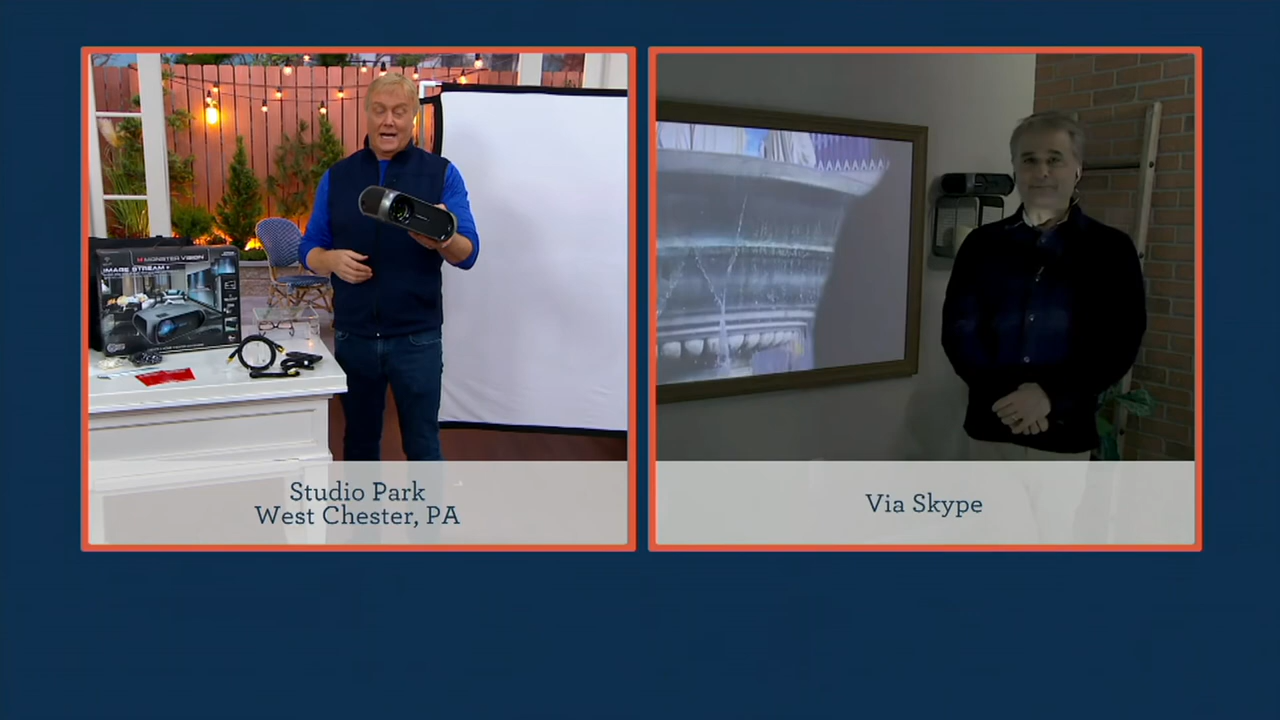 MONSTER VISION
IMAGE STREAM+
Studio Park
West Chester, PA
Via Skype